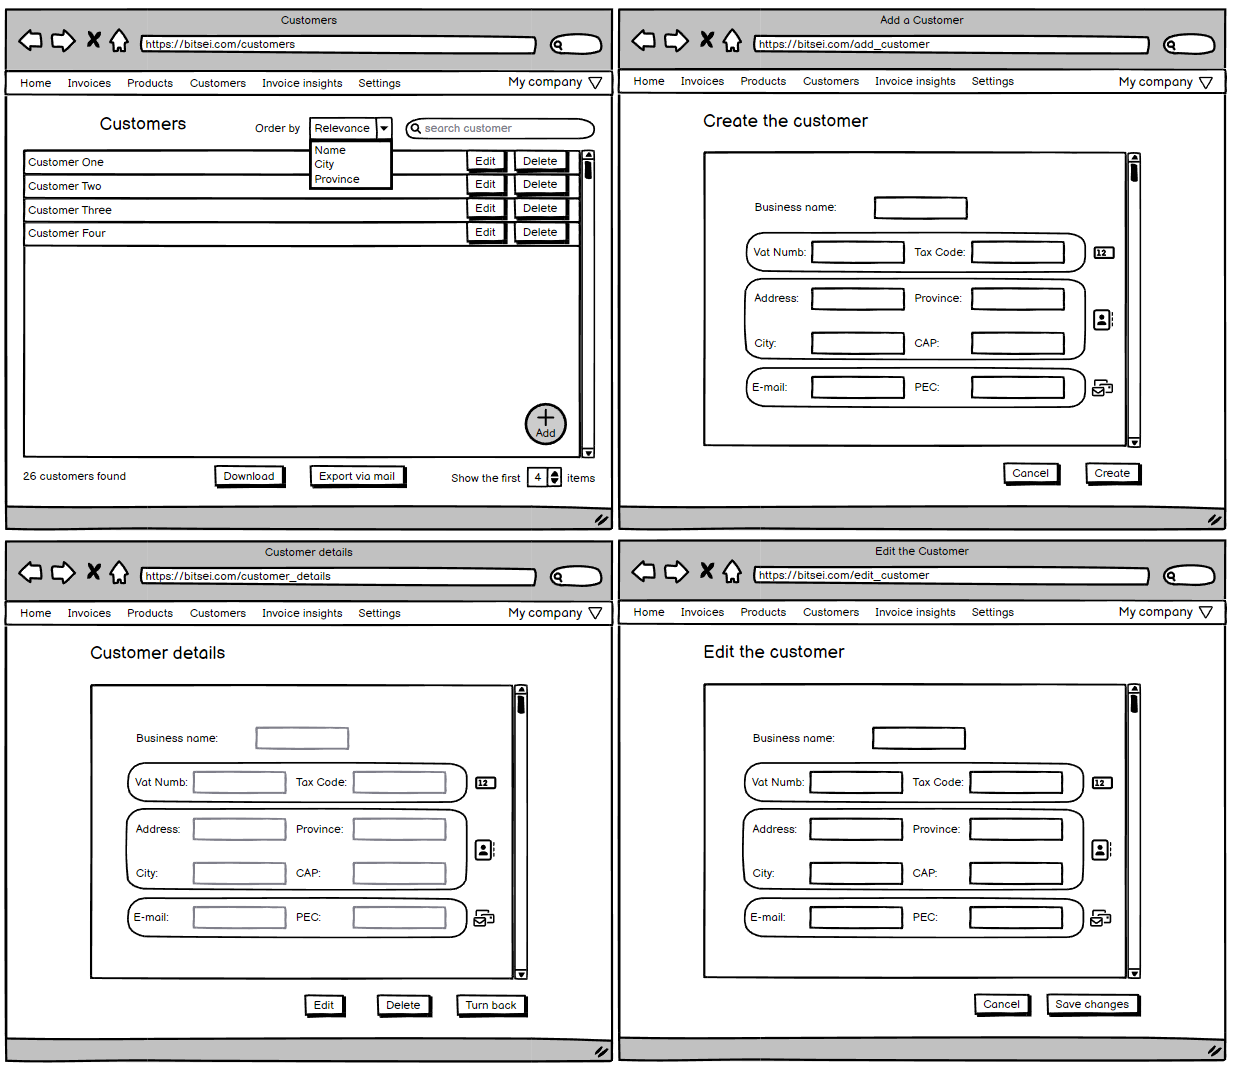 Customers
https://bitsei.com/customers
Home Invoices Products Customers Invoice insights Settings My company
Customers
Order by Relevance search customer
Name
City
Province
Customer One Edit Delete
Customer Two Edit Delete
Customer Three Edit Delete
Customer Four Edit Delete
Add
26 customers found Download Export via mail Show the first 4 items
Add a Customer
https://bitsei.com/add_customer
Home Invoices Products Customers Invoice insights Settings My company
Create the customer
Business name:
Vat Numb: Tax Code: 12
Address: Province:
City: CAP:
E-mail: PEC:
Cancel Create
Customer details
https://bitsei.com/customer_details
Home Invoices Products Customers Invoice insights Settings My company
Customer details
Business name:
Vat Numb: Tax Code: 12
Address: Province:
City: CAP:
E-mail: PEC:
Edit Delete Turn back
Edit the Customer
https://bitsei.com/edit_customer
Home Invoices Products Customers Invoice insights Settings My company
Edit the customer
Business name:
Vat Numb: Tax Code: 12
Address: Province:
City: CAP:
E-mail: PEC:
Cancel Save changes